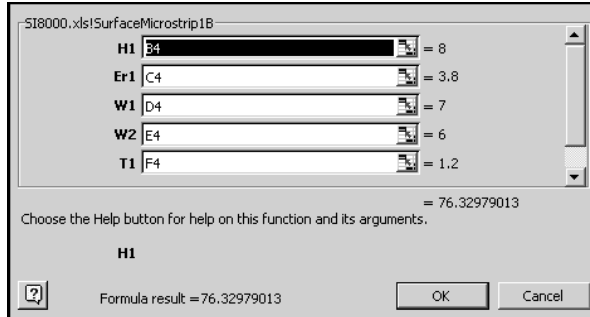 SI8000.xls!SurfaceMicrostrip1B
H1 B4 = 8
Er1 C4 = 3.8
W1 D4 = 7
W2 E4 = 6
T1 F4 = 1.2
= 76.32979013
Choose the Help button for help on this function and its arguments.
H1
? Formula result =76.32979013 OK Cancel